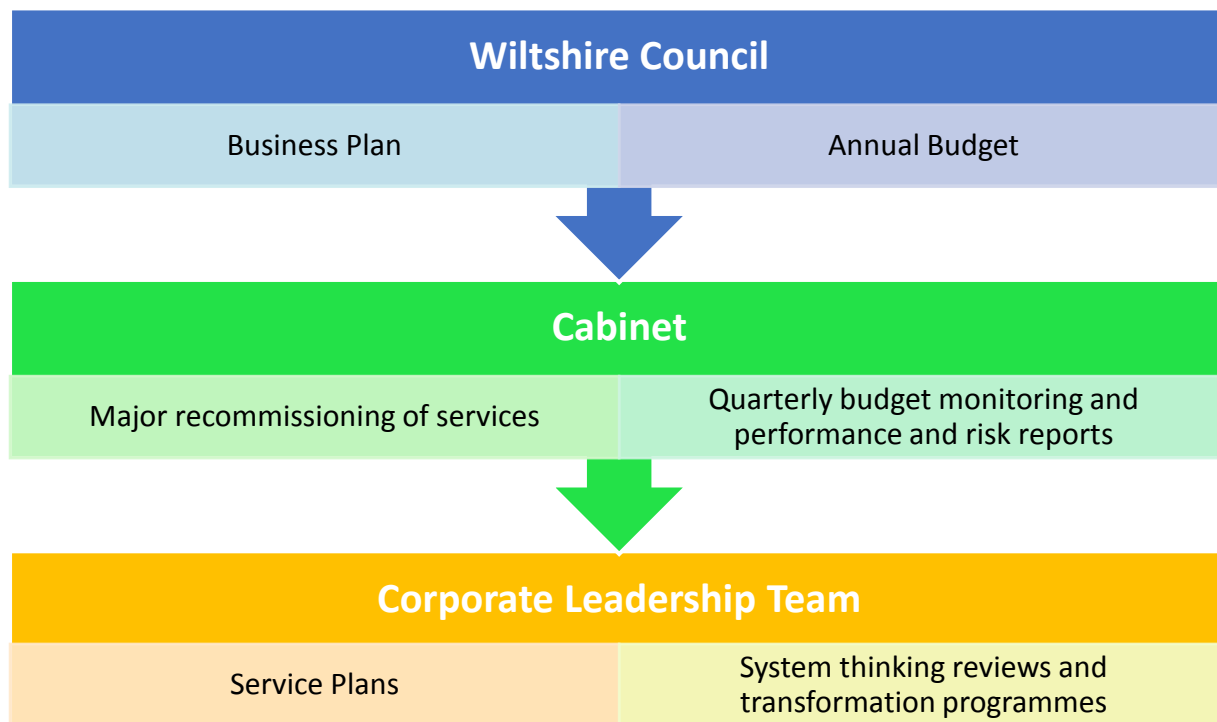 Wiltshire Council
Business Plan
Annual Budget
Cabinet
Major recommissioning of services
Quarterly budget monitoring and
performance and risk reports
Corporate Leadership Team
Service Plans
System thinking reviews and
transformation programmes